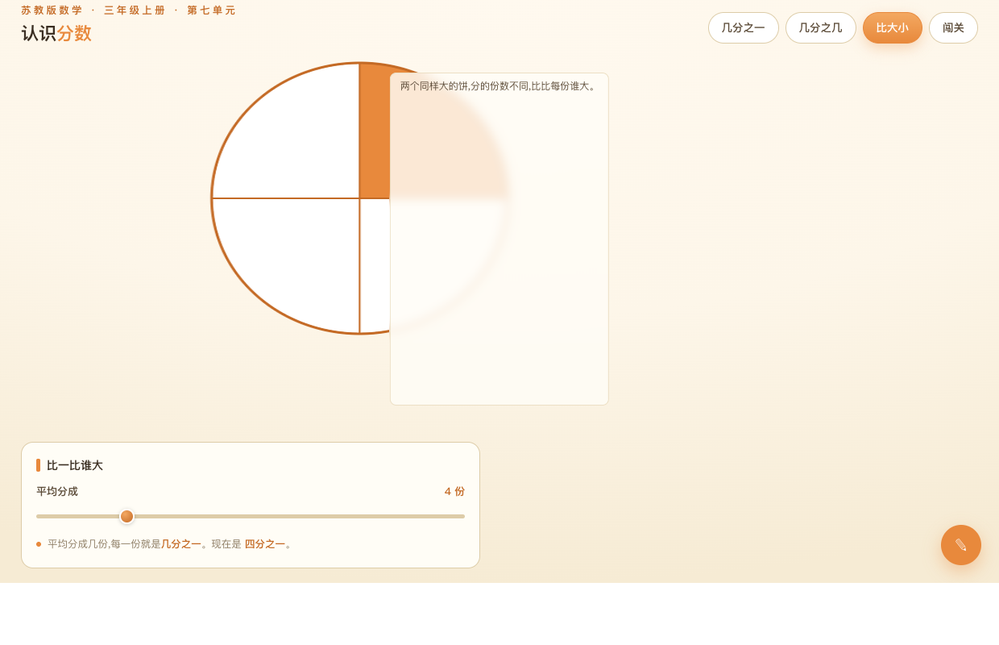 苏教版数学 · 三年级上册 · 第七单元
认识分数
几分之一
几分之几
比大小
闯关
两个同样大的饼,分的份数不同,比比每份谁大。
比一比谁大
平均分成
4 份
平均分成几份,每一份就是几分之一。现在是 四分之一。